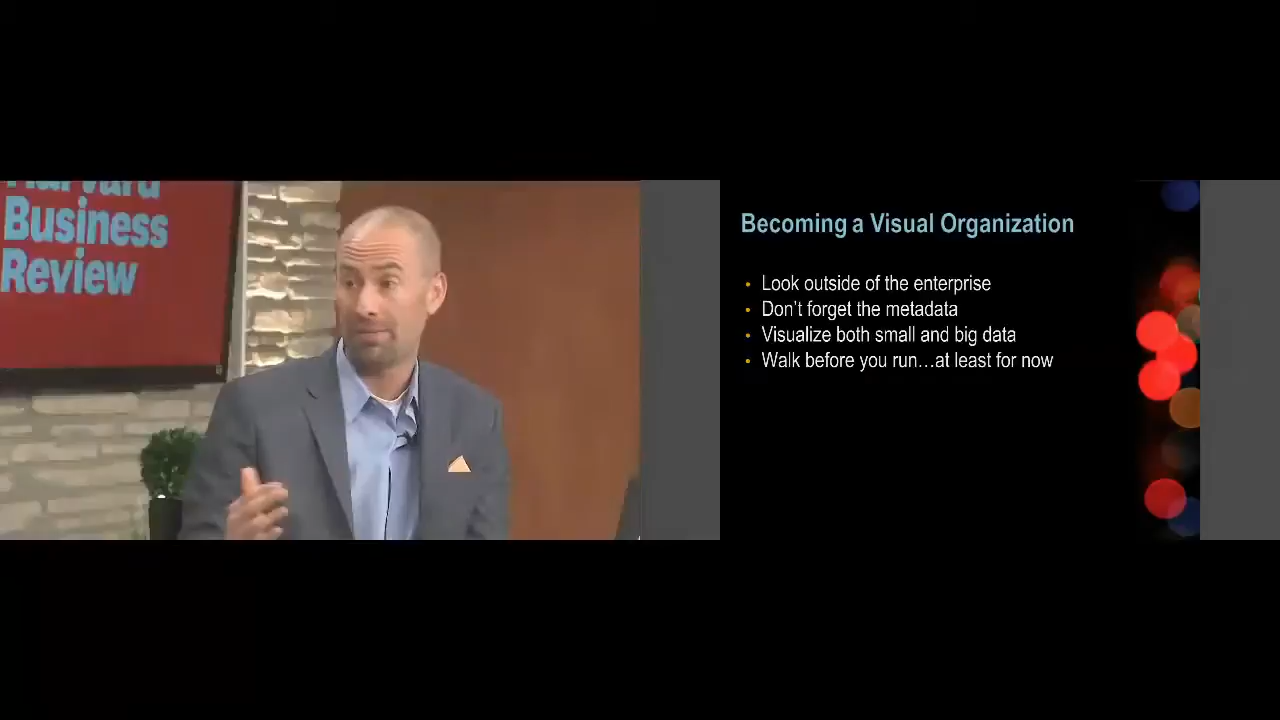 Harvard
Business
Review
Becoming a Visual Organization
• Look outside of the enterprise
• Don't forget the metadata
• Visualize both small and big data
• Walk before you run…at least for now